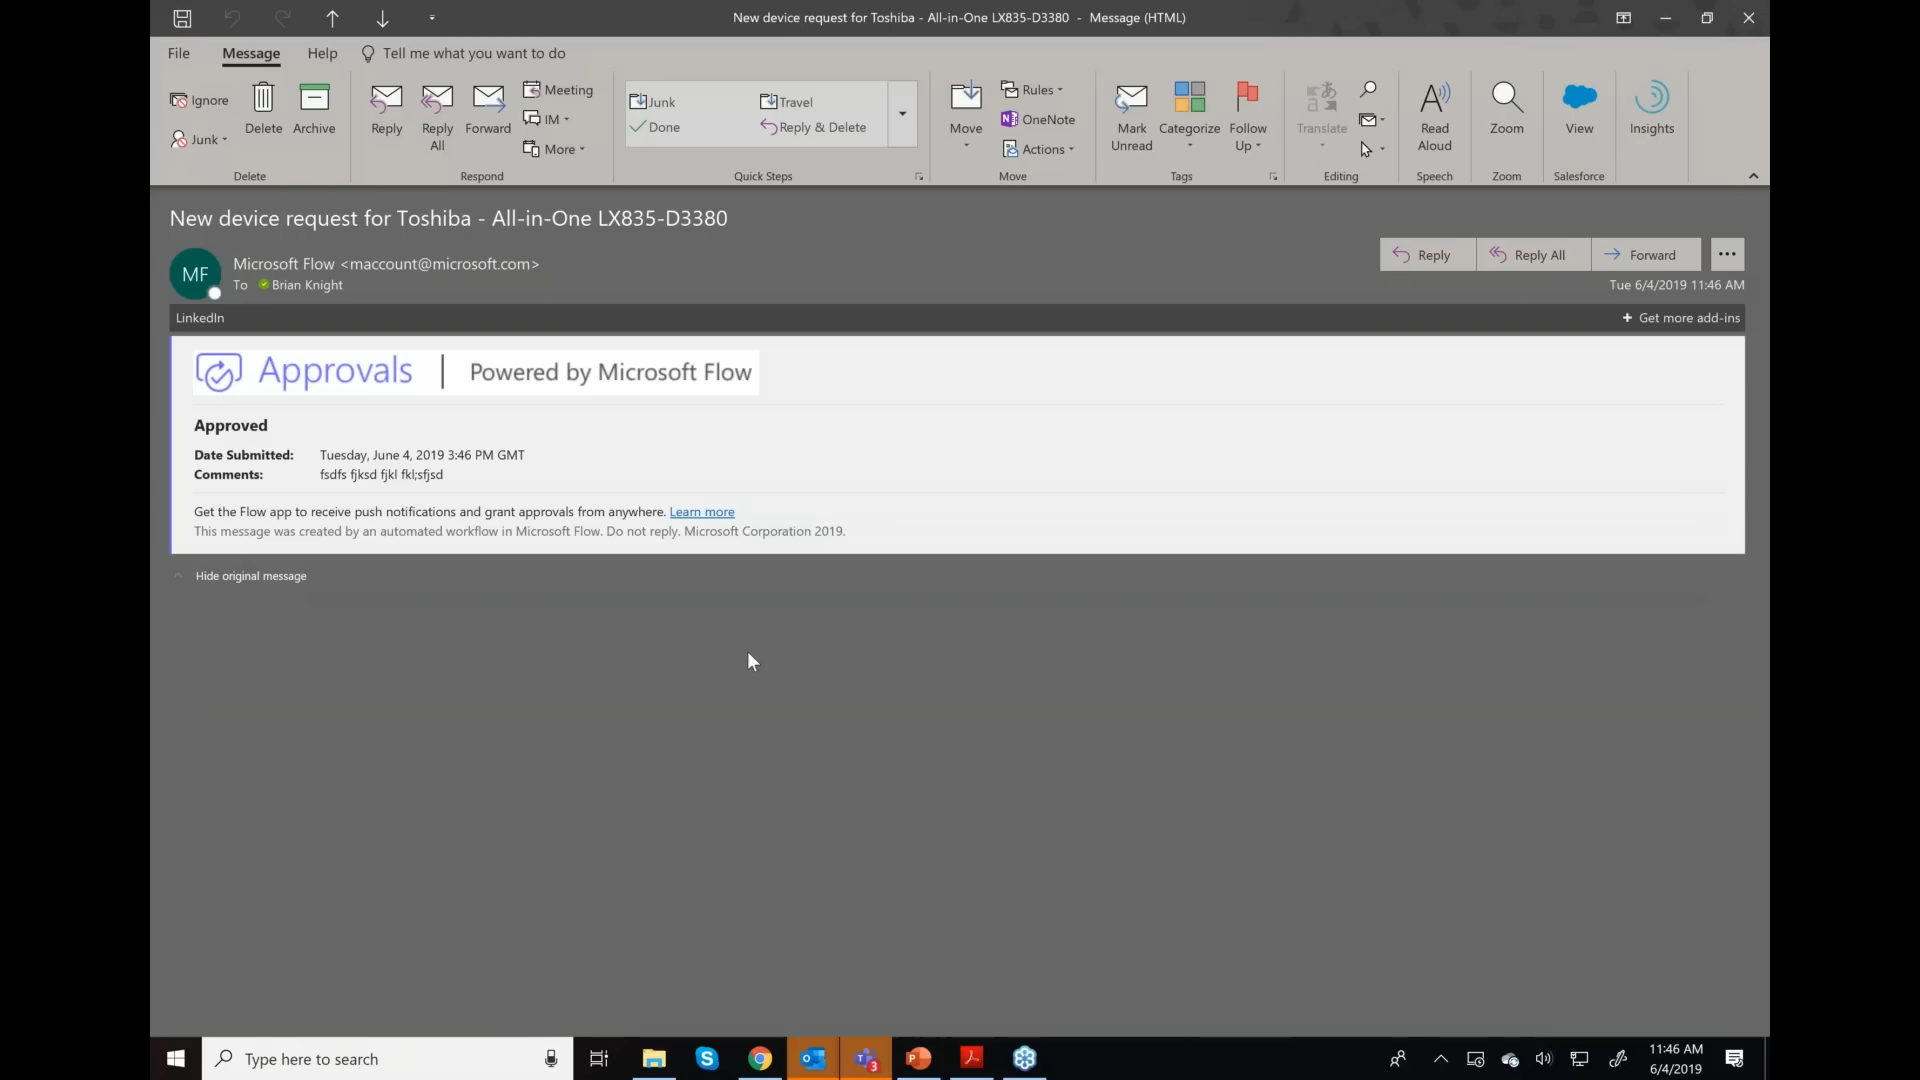 New device request for Toshiba - All-in-One LX835-D3380 - Message (HTML)
File Message Help Tell me what you want to do
Ignore
Junk
Delete
Archive
Delete
Reply
Reply All
Forward
Meeting
IM
More
Respond
Junk
Travel
Done
Reply & Delete
Quick Steps
Move
Rules
OneNote
Actions
Move
Mark Unread
Categorize
Follow Up
Tags
Translate
Editing
Read Aloud
Speech
Zoom
Zoom
View
Salesforce
Insights
New device request for Toshiba - All-in-One LX835-D3380
MF
Microsoft Flow <maccount@microsoft.com>
To Brian Knight
Reply
Reply All
Forward
Tue 6/4/2019 11:46 AM
LinkedIn
+ Get more add-ins
Approvals | Powered by Microsoft Flow
Approved
Date Submitted: Tuesday, June 4, 2019 3:46 PM GMT
Comments: fsdfs fjksd fjkl fkl;sfjsd
Get the Flow app to receive push notifications and grant approvals from anywhere. Learn more
This message was created by an automated workflow in Microsoft Flow. Do not reply. Microsoft Corporation 2019.
Hide original message
Type here to search
3
11:46 AM
6/4/2019